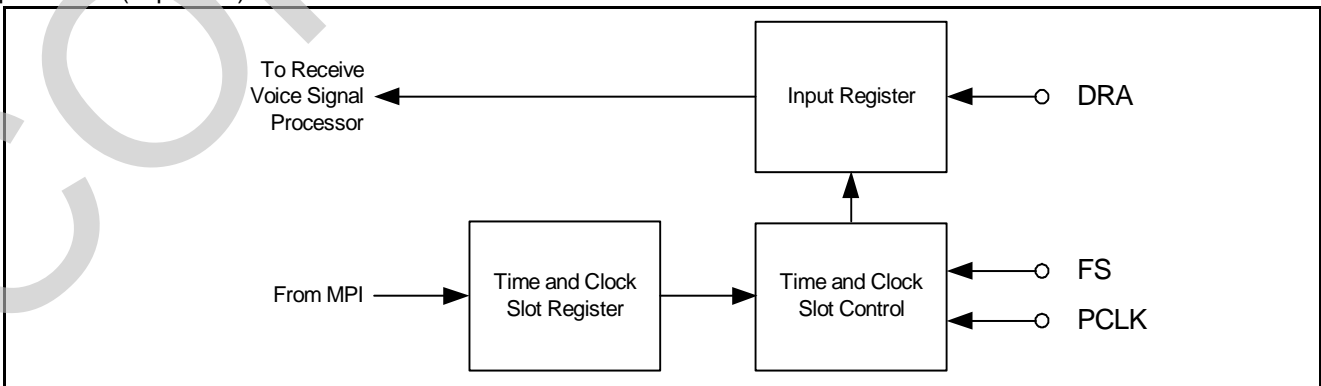 To Receive
Voice Signal
Processor
Input Register
DRA
From MPI
Time and Clock
Slot Register
Time and Clock
Slot Control
FS
PCLK